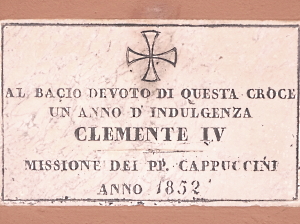 AL BACIO DEVOTO DI QUESTA CROCE
UN ANNO D'INDULGENZA
CLEMENTE IV
MISSIONE DEI PP. CAPPUCCINI
ANNO 1852